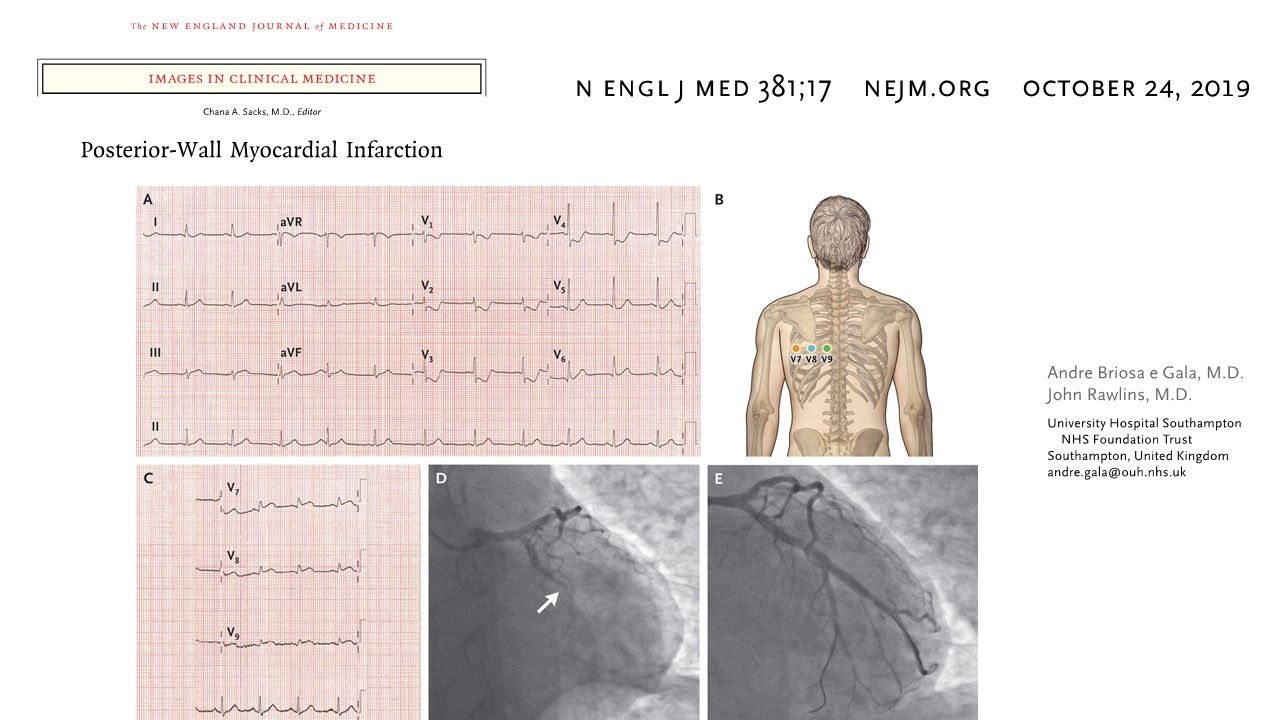 The NEW ENGLAND JOURNAL of MEDICINE
IMAGES IN CLINICAL MEDICINE
Chana A. Sacks, M.D., Editor
N ENGL J MED 381;17 NEJM.ORG OCTOBER 24, 2019
Posterior-Wall Myocardial Infarction
A
I aVR V1 V4
II aVL V2 V5
III aVF V3 V6
II
B
V7 V8 V9
Andre Briosa e Gala, M.D.
John Rawlins, M.D.
University Hospital Southampton
NHS Foundation Trust
Southampton, United Kingdom
andre.gala@ouh.nhs.uk
C
V7
V8
V9
D
E